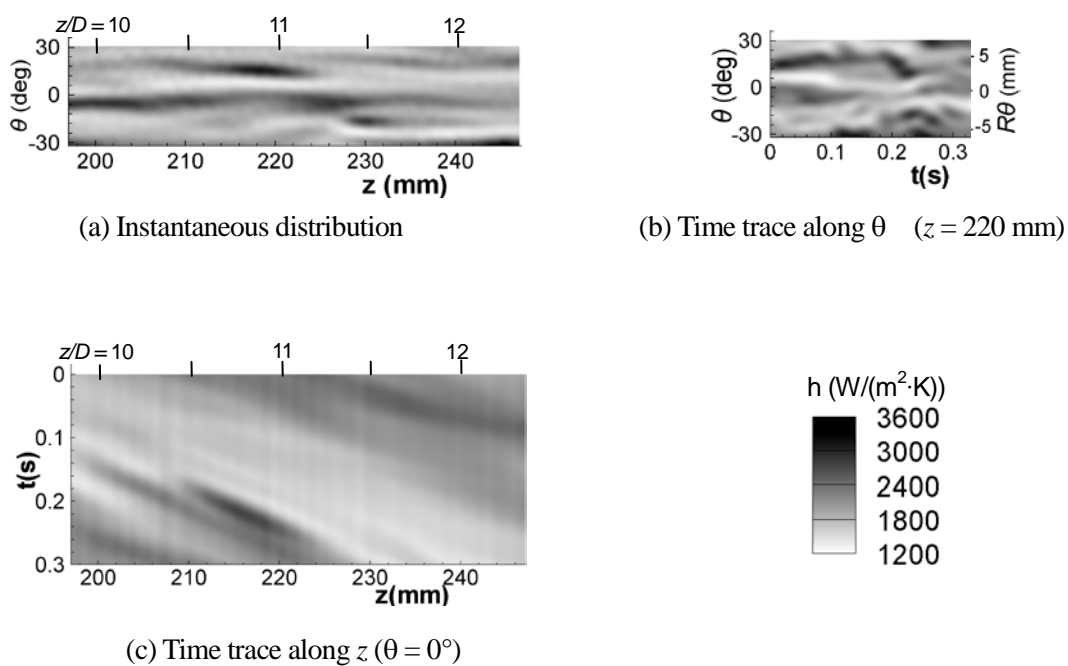 z/D = 10 11 12
30
0
-30
θ (deg)
200 210 220 230 240
z (mm)
(a) Instantaneous distribution
30
0
-30
θ (deg)
5
0
-5
Rθ (mm)
0 0.1 0.2 0.3
t(s)
(b) Time trace along θ (z = 220 mm)
z/D = 10 11 12
0
0.1
0.2
0.3
t(s)
200 210 220 230 240
z(mm)
(c) Time trace along z (θ = 0°)
h (W/(m²·K))
3600
3000
2400
1800
1200